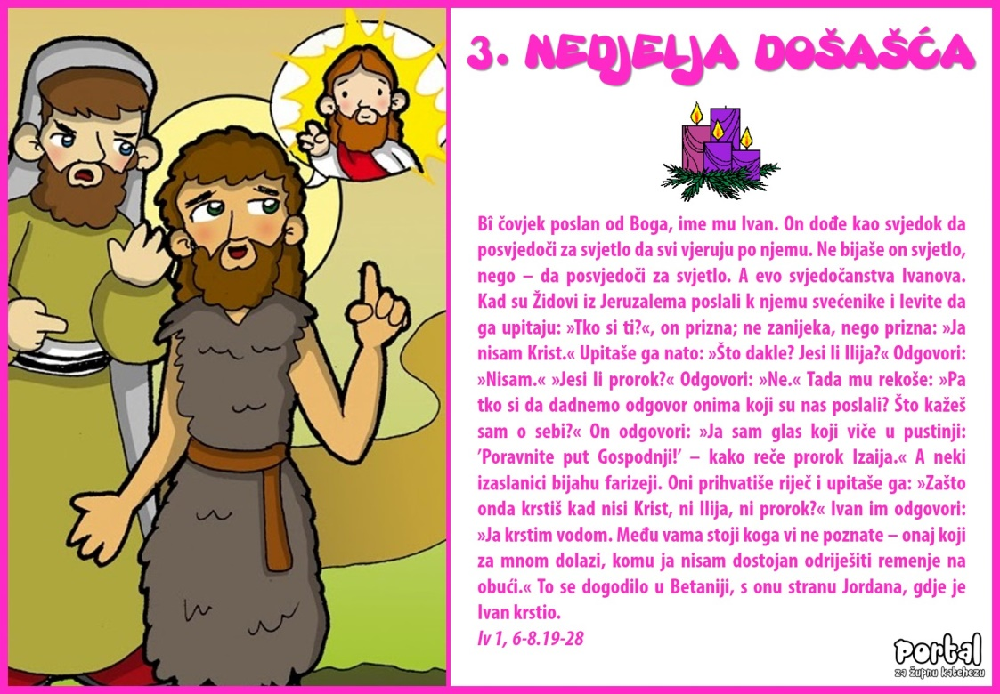 3. NEDJELJA DOŠAŠĆA
Bî čovjek poslan od Boga, ime mu Ivan. On dođe kao svjedok da
posvjedoči za svjetlo da svi vjeruju po njemu. Ne bijaše on svjetlo,
nego – da posvjedoči za svjetlo. A evo svjedočanstva Ivanova.
Kad su Židovi iz Jeruzalema poslali k njemu svećenike i levite da
ga upitaju: »Tko si ti?«, on prizna; ne zanijeka, nego prizna: »Ja
nisam Krist.« Upitaše ga nato: »Što dakle? Jesi li Ilija?« Odgovori:
»Nisam.« »Jesi li prorok?« Odgovori: »Ne.« Tada mu rekoše: »Pa
tko si da dadnemo odgovor onima koji su nas poslali? Što kažeš
sam o sebi?« On odgovori: »Ja sam glas koji viče u pustinji:
’Poravnite put Gospodnji!’ – kako reče prorok Izaija.« A neki
izaslanici bijahu farizeji. Oni prihvatiše riječ i upitaše ga: »Zašto
onda krstiš kad nisi Krist, ni Ilija, ni prorok?« Ivan im odgovori:
»Ja krstim vodom. Među vama stoji koga vi ne poznate – onaj koji
za mnom dolazi, komu ja nisam dostojan odriješiti remenje na
obući.« To se dogodilo u Betaniji, s onu stranu Jordana, gdje je
Ivan krstio.
Iv 1, 6-8.19-28
portal
za župnu katehezu